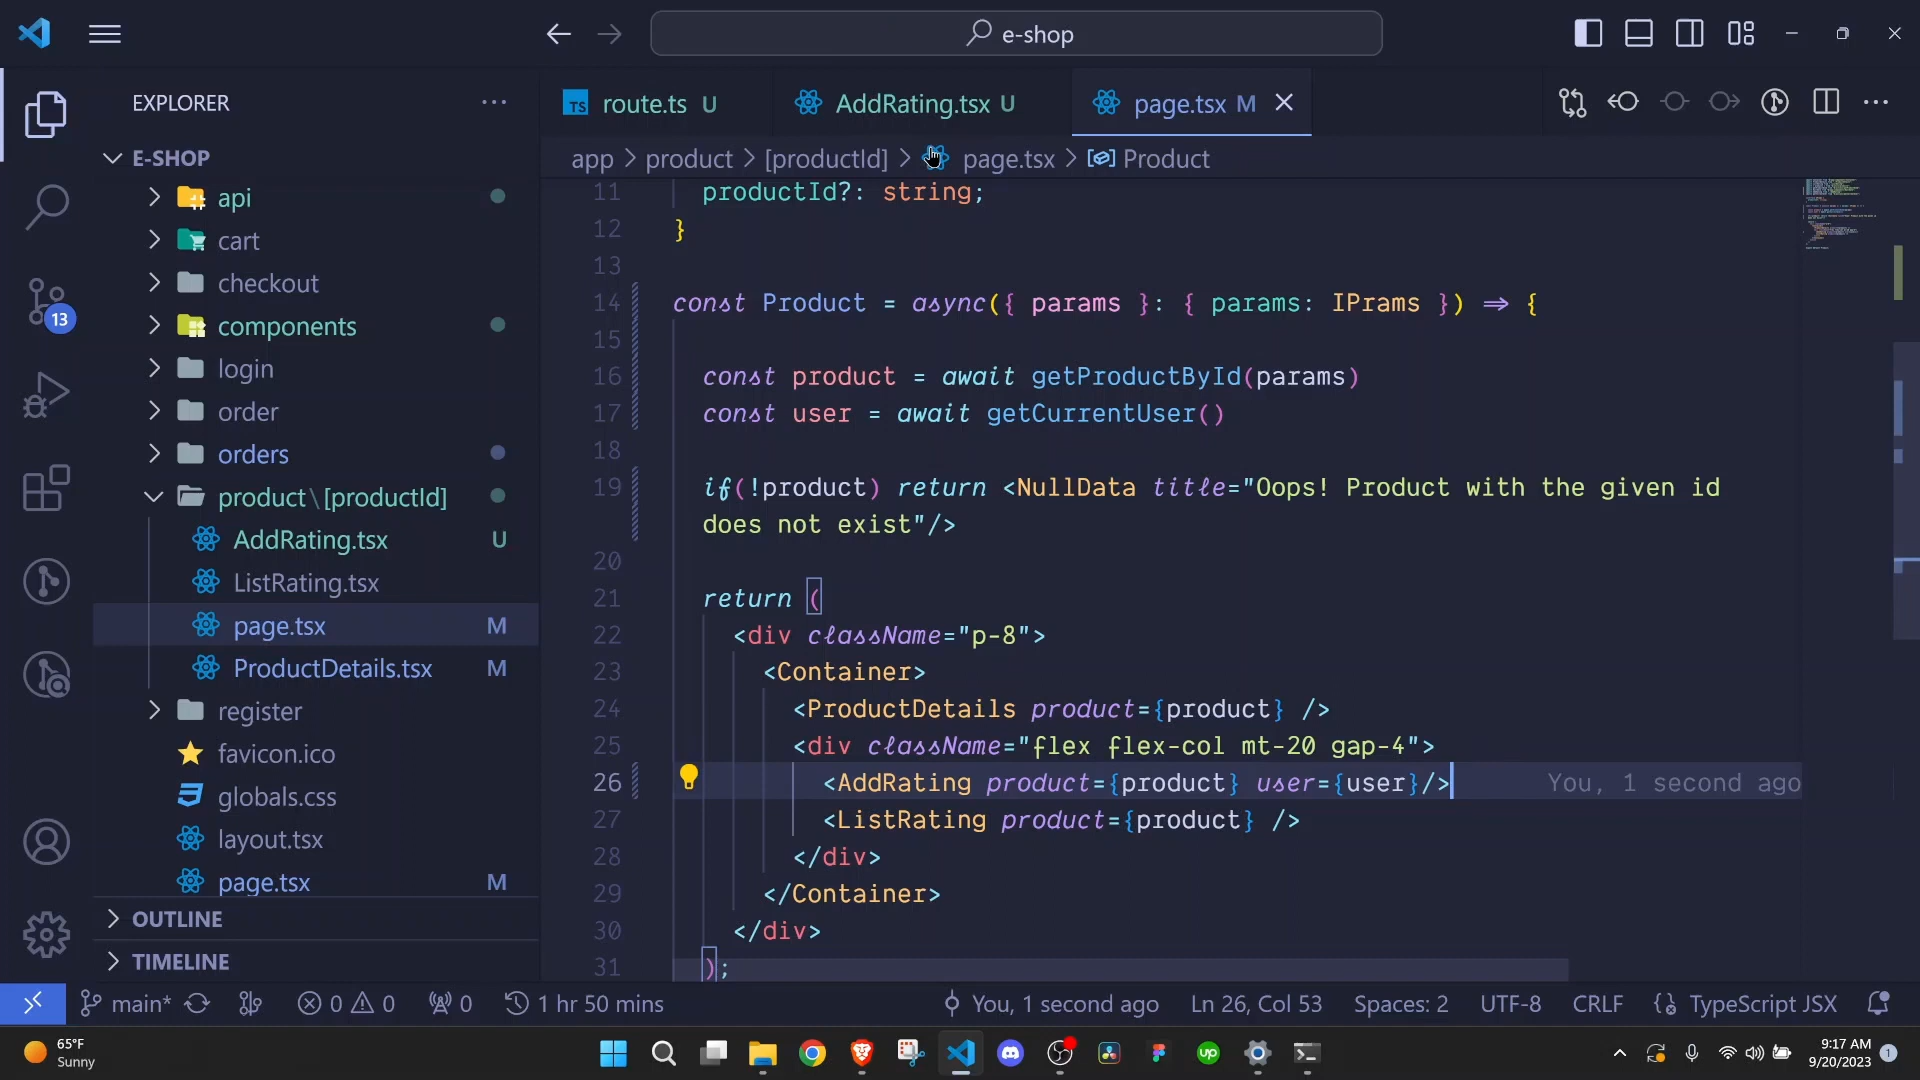 e-shop
EXPLORER
E-SHOP
api
cart
checkout
components
login
order
orders
product\[productId]
AddRating.tsx U
ListRating.tsx
page.tsx M
ProductDetails.tsx M
register
favicon.ico
globals.css
layout.tsx
page.tsx M
OUTLINE
TIMELINE
13
TS route.ts U
AddRating.tsx U
page.tsx M
app > product > [productId] > page.tsx > Product
11 productId?: string;
12 }
13
14 const Product = async({ params }: { params: IPrams }) => {
15
16 const product = await getProductById(params)
17 const user = await getCurrentUser()
18
19 if(!product) return <NullData title="Oops! Product with the given id
does not exist"/>
20
21 return (
22 <div className="p-8">
23 <Container>
24 <ProductDetails product={product} />
25 <div className="flex flex-col mt-20 gap-4">
26 <AddRating product={product} user={user}/> You, 1 second ago
27 <ListRating product={product} />
28 </div>
29 </Container>
30 </div>
31 );
main* 0 0 0 1 hr 50 mins You, 1 second ago Ln 26, Col 53 Spaces: 2 UTF-8 CRLF {} TypeScript JSX
65°F
Sunny
up
9:17 AM
9/20/2023
1